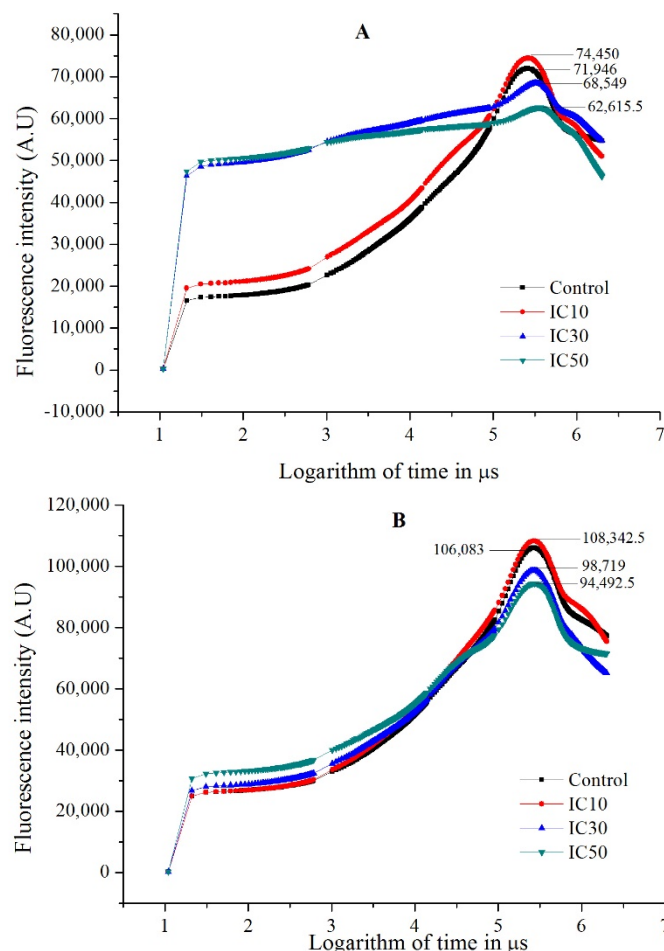 A
80,000
70,000
60,000
50,000
40,000
30,000
20,000
10,000
0
-10,000
Fluorescence intensity (A.U)
74,450
71,946
68,549
62,615.5
Control
IC10
IC30
IC50
0 1 2 3 4 5 6 7
Logarithm of time in µs
B
120,000
100,000
80,000
60,000
40,000
20,000
0
Fluorescence intensity (A.U)
106,083
108,342.5
98,719
94,492.5
Control
IC10
IC30
IC50
0 1 2 3 4 5 6 7
Logarithm of time in µs